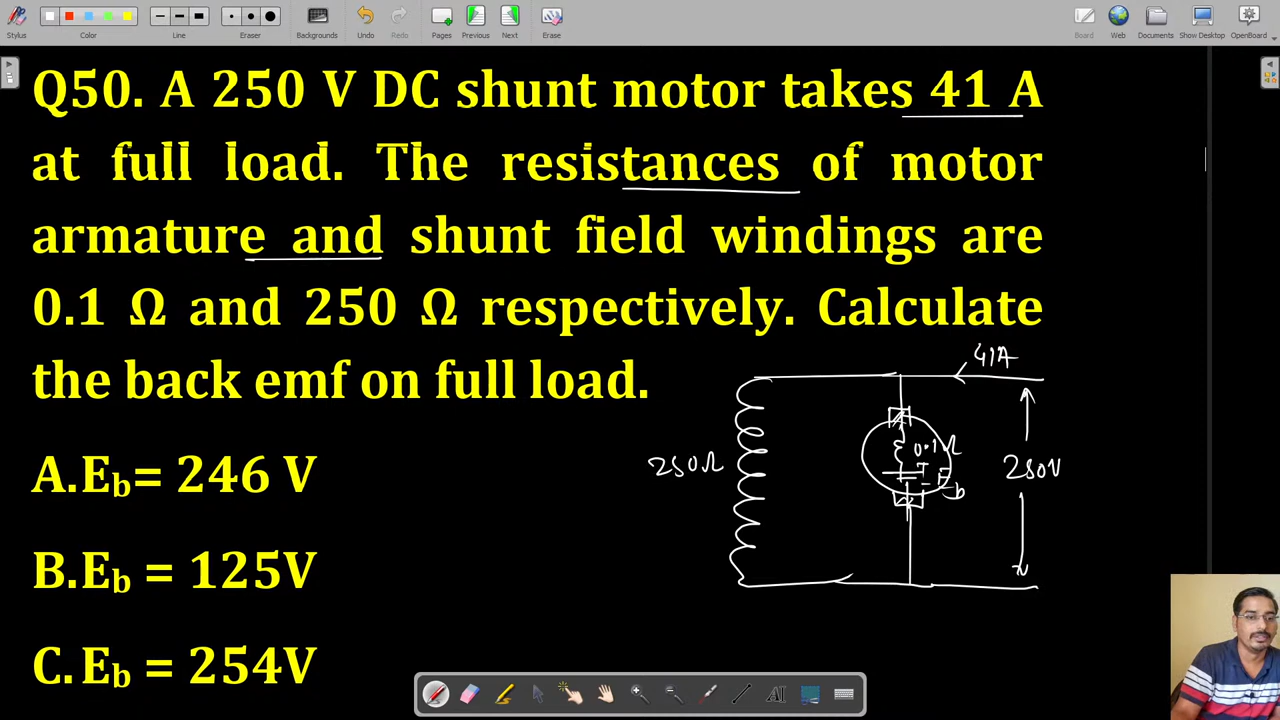 Stylus
Color
Line
Eraser
Backgrounds
Undo
Redo
Pages
Previous
Next
Erase
Board
Web
Documents
Show Desktop
OpenBoard
Q50. A 250 V DC shunt motor takes 41 A
at full load. The resistances of motor
armature and shunt field windings are
0.1 Ω and 250 Ω respectively. Calculate
the back emf on full load.
41A
250Ω
0.1Ω
Eb
250V
A.Eb= 246 V
B.Eb = 125V
C.Eb = 254V
AI